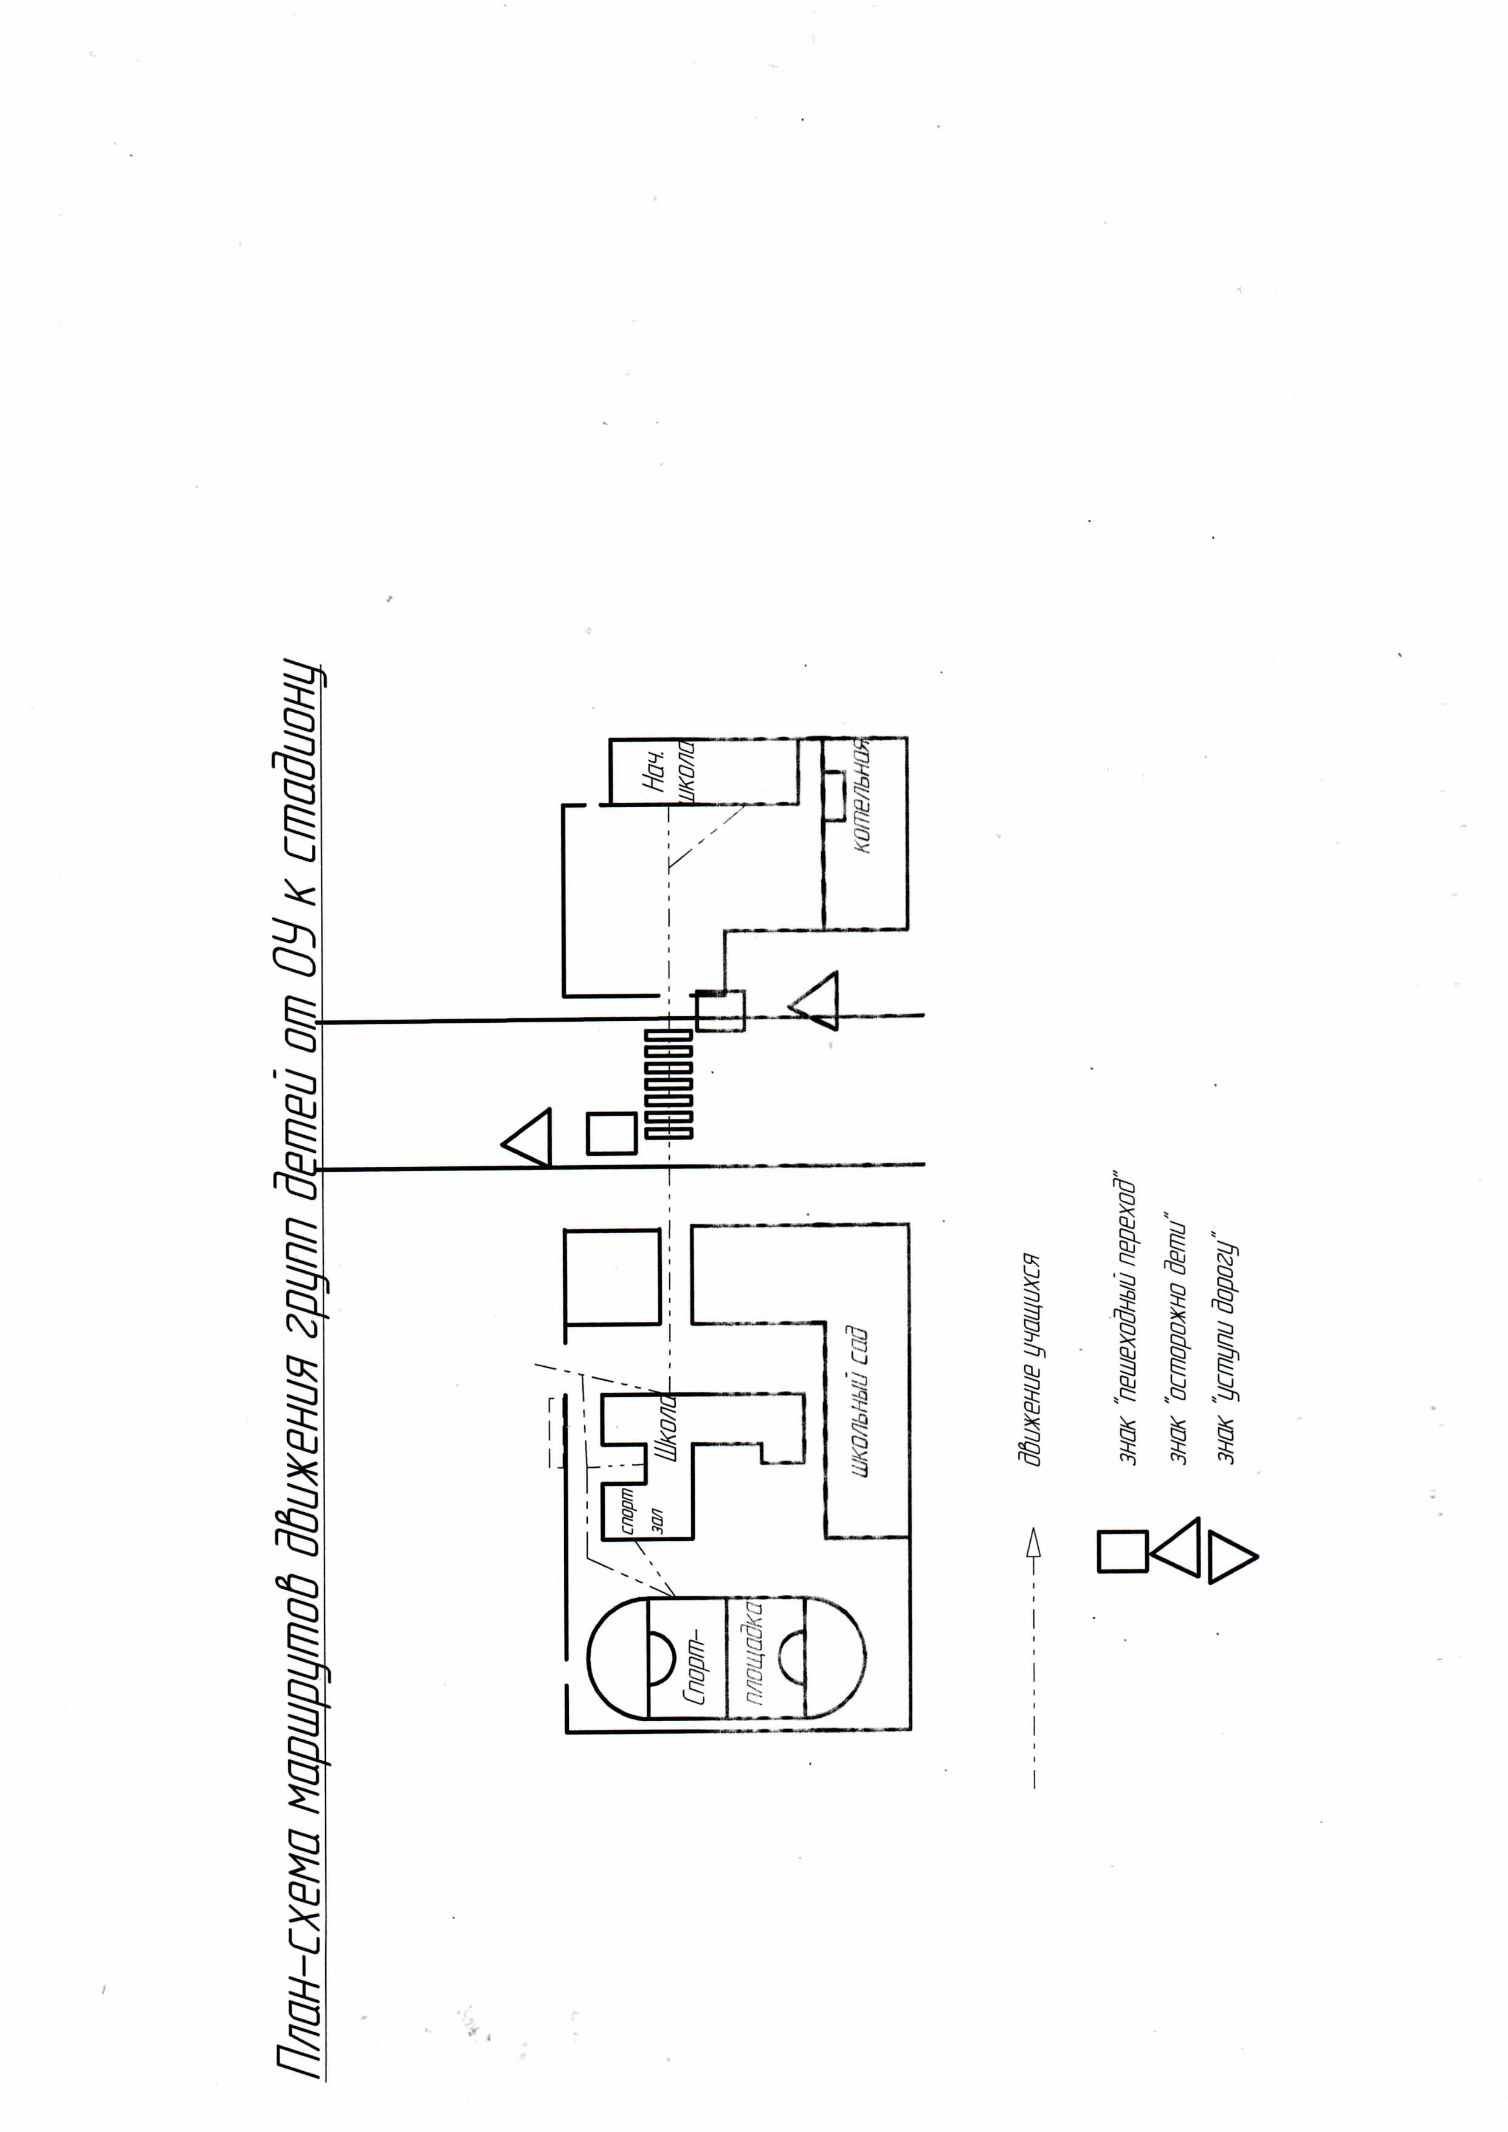 План-схема маршрутов движения групп детей от ОУ к стадиону
Нач.
школа
котельная
Школа
спорт
зал
Спорт-
площадка
школьный сад
движение учащихся
знак "пешеходный переход"
знак "осторожно дети"
знак "уступи дорогу"